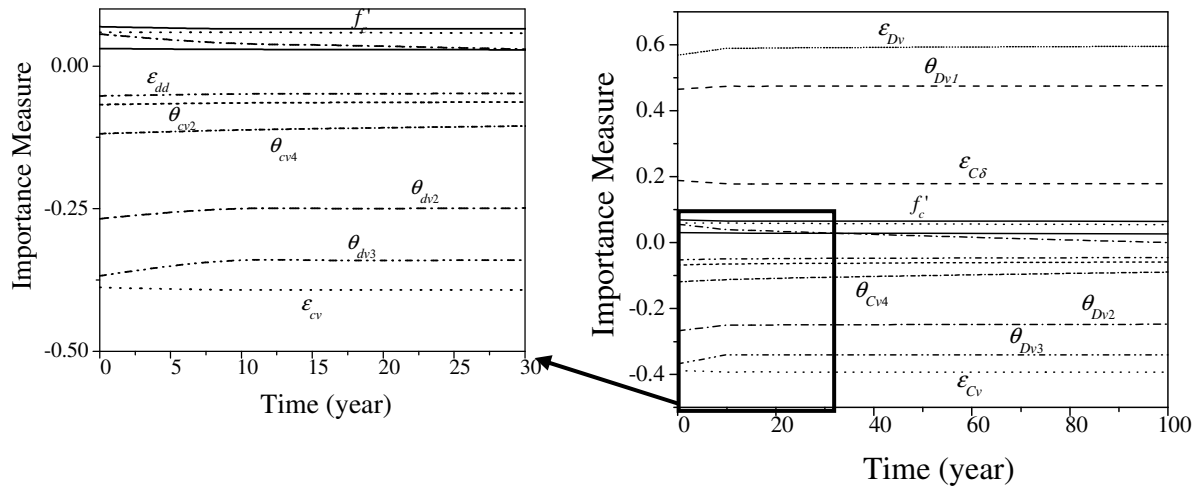 Importance Measure
0.00
-0.25
-0.50
0 5 10 15 20 25 30
Time (year)
f_c'
ε_dd
θ_cv2
θ_cv4
θ_dv2
θ_dv3
ε_cv
Importance Measure
0.6
0.4
0.2
0.0
-0.2
-0.4
0 20 40 60 80 100
Time (year)
ε_Dv
θ_Dv1
ε_Cδ
f_c'
θ_Cv4
θ_Dv2
θ_Dv3
ε_Cv